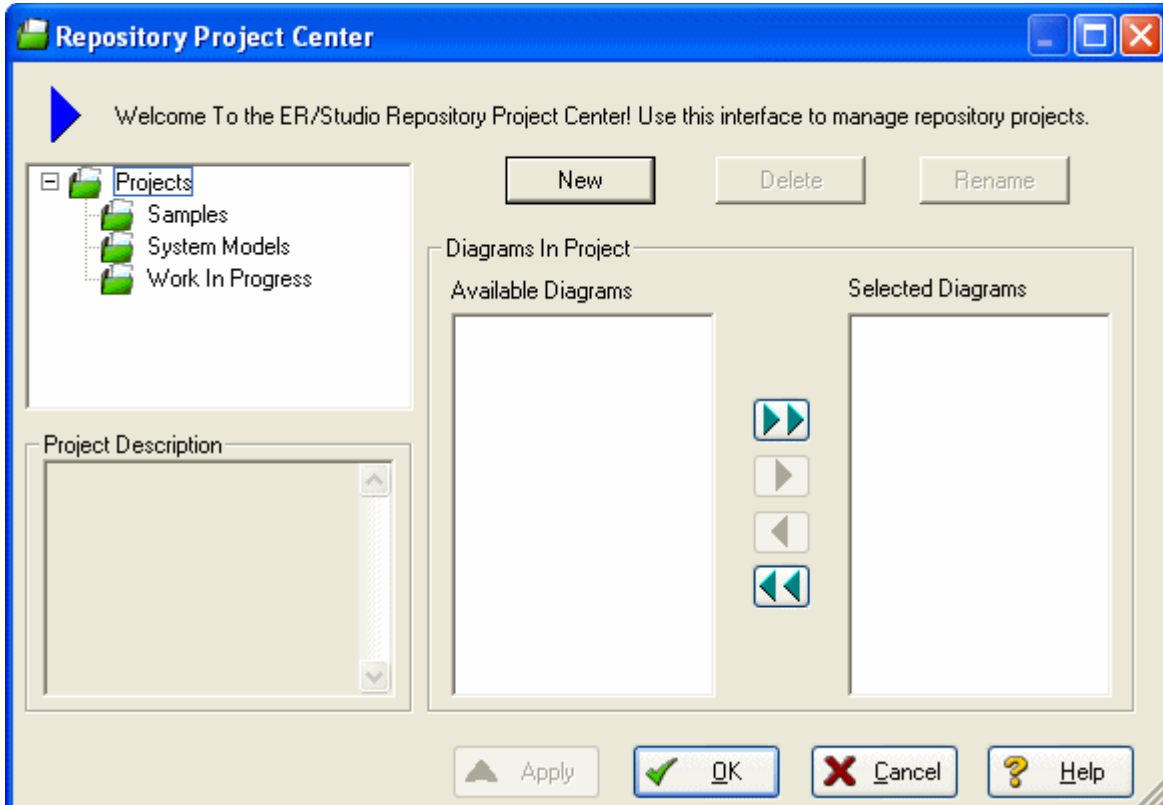 Repository Project Center
Welcome To the ER/Studio Repository Project Center! Use this interface to manage repository projects.
Projects
Samples
System Models
Work In Progress
New
Delete
Rename
Project Description
Diagrams In Project
Available Diagrams
Selected Diagrams
Apply
OK
Cancel
Help